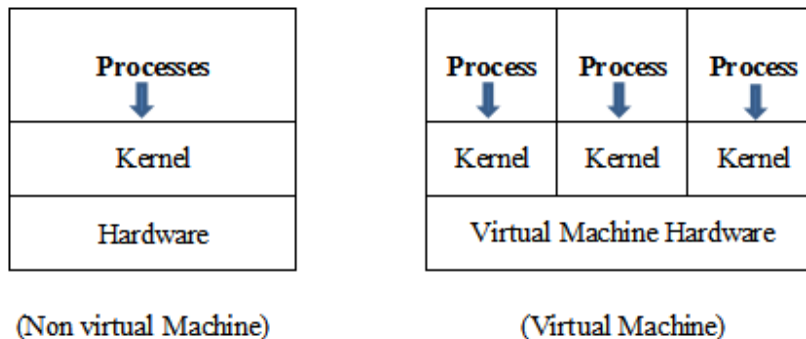 Processes
Kernel
Hardware
(Non virtual Machine)
Process Process Process
Kernel Kernel Kernel
Virtual Machine Hardware
(Virtual Machine)